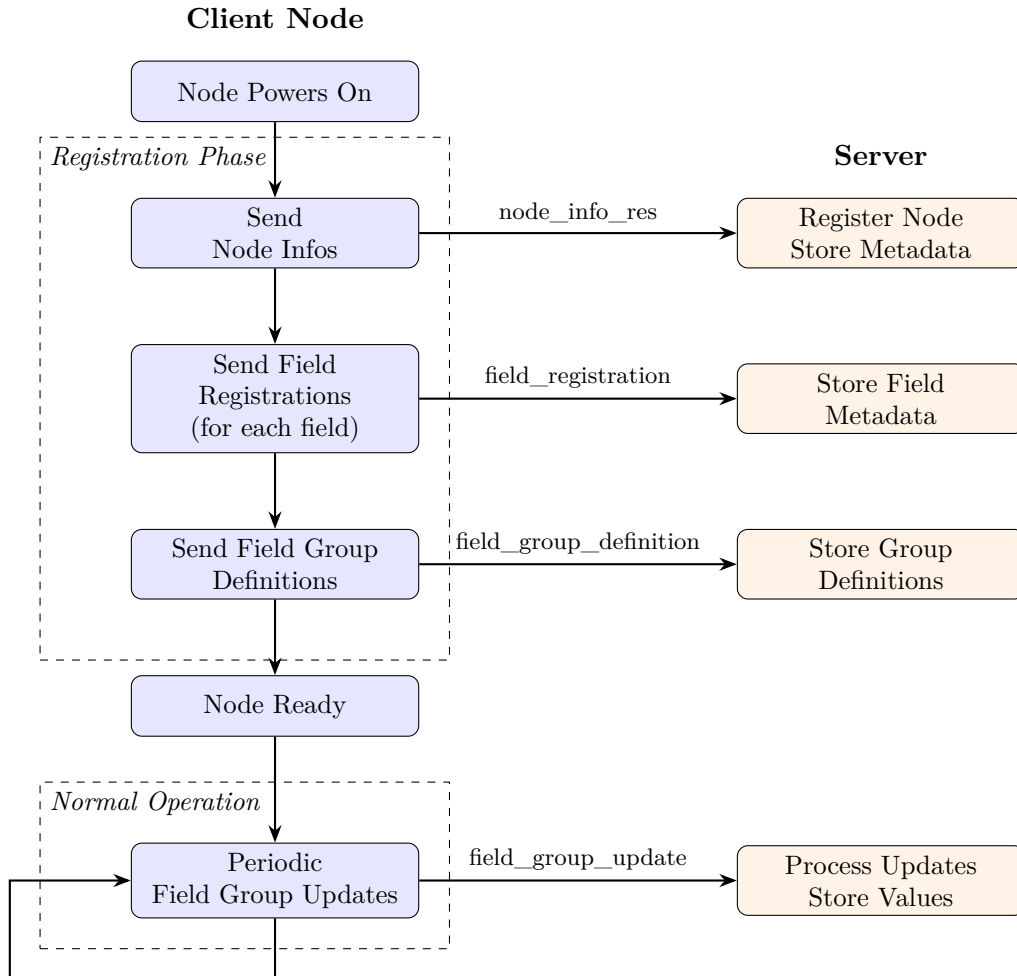 Client Node
Node Powers On
Registration Phase
Server
Send
Node Infos
node_info_res
Register Node
Store Metadata
Send Field
Registrations
(for each field)
field_registration
Store Field
Metadata
Send Field Group
Definitions
field_group_definition
Store Group
Definitions
Node Ready
Normal Operation
Periodic
Field Group Updates
field_group_update
Process Updates
Store Values